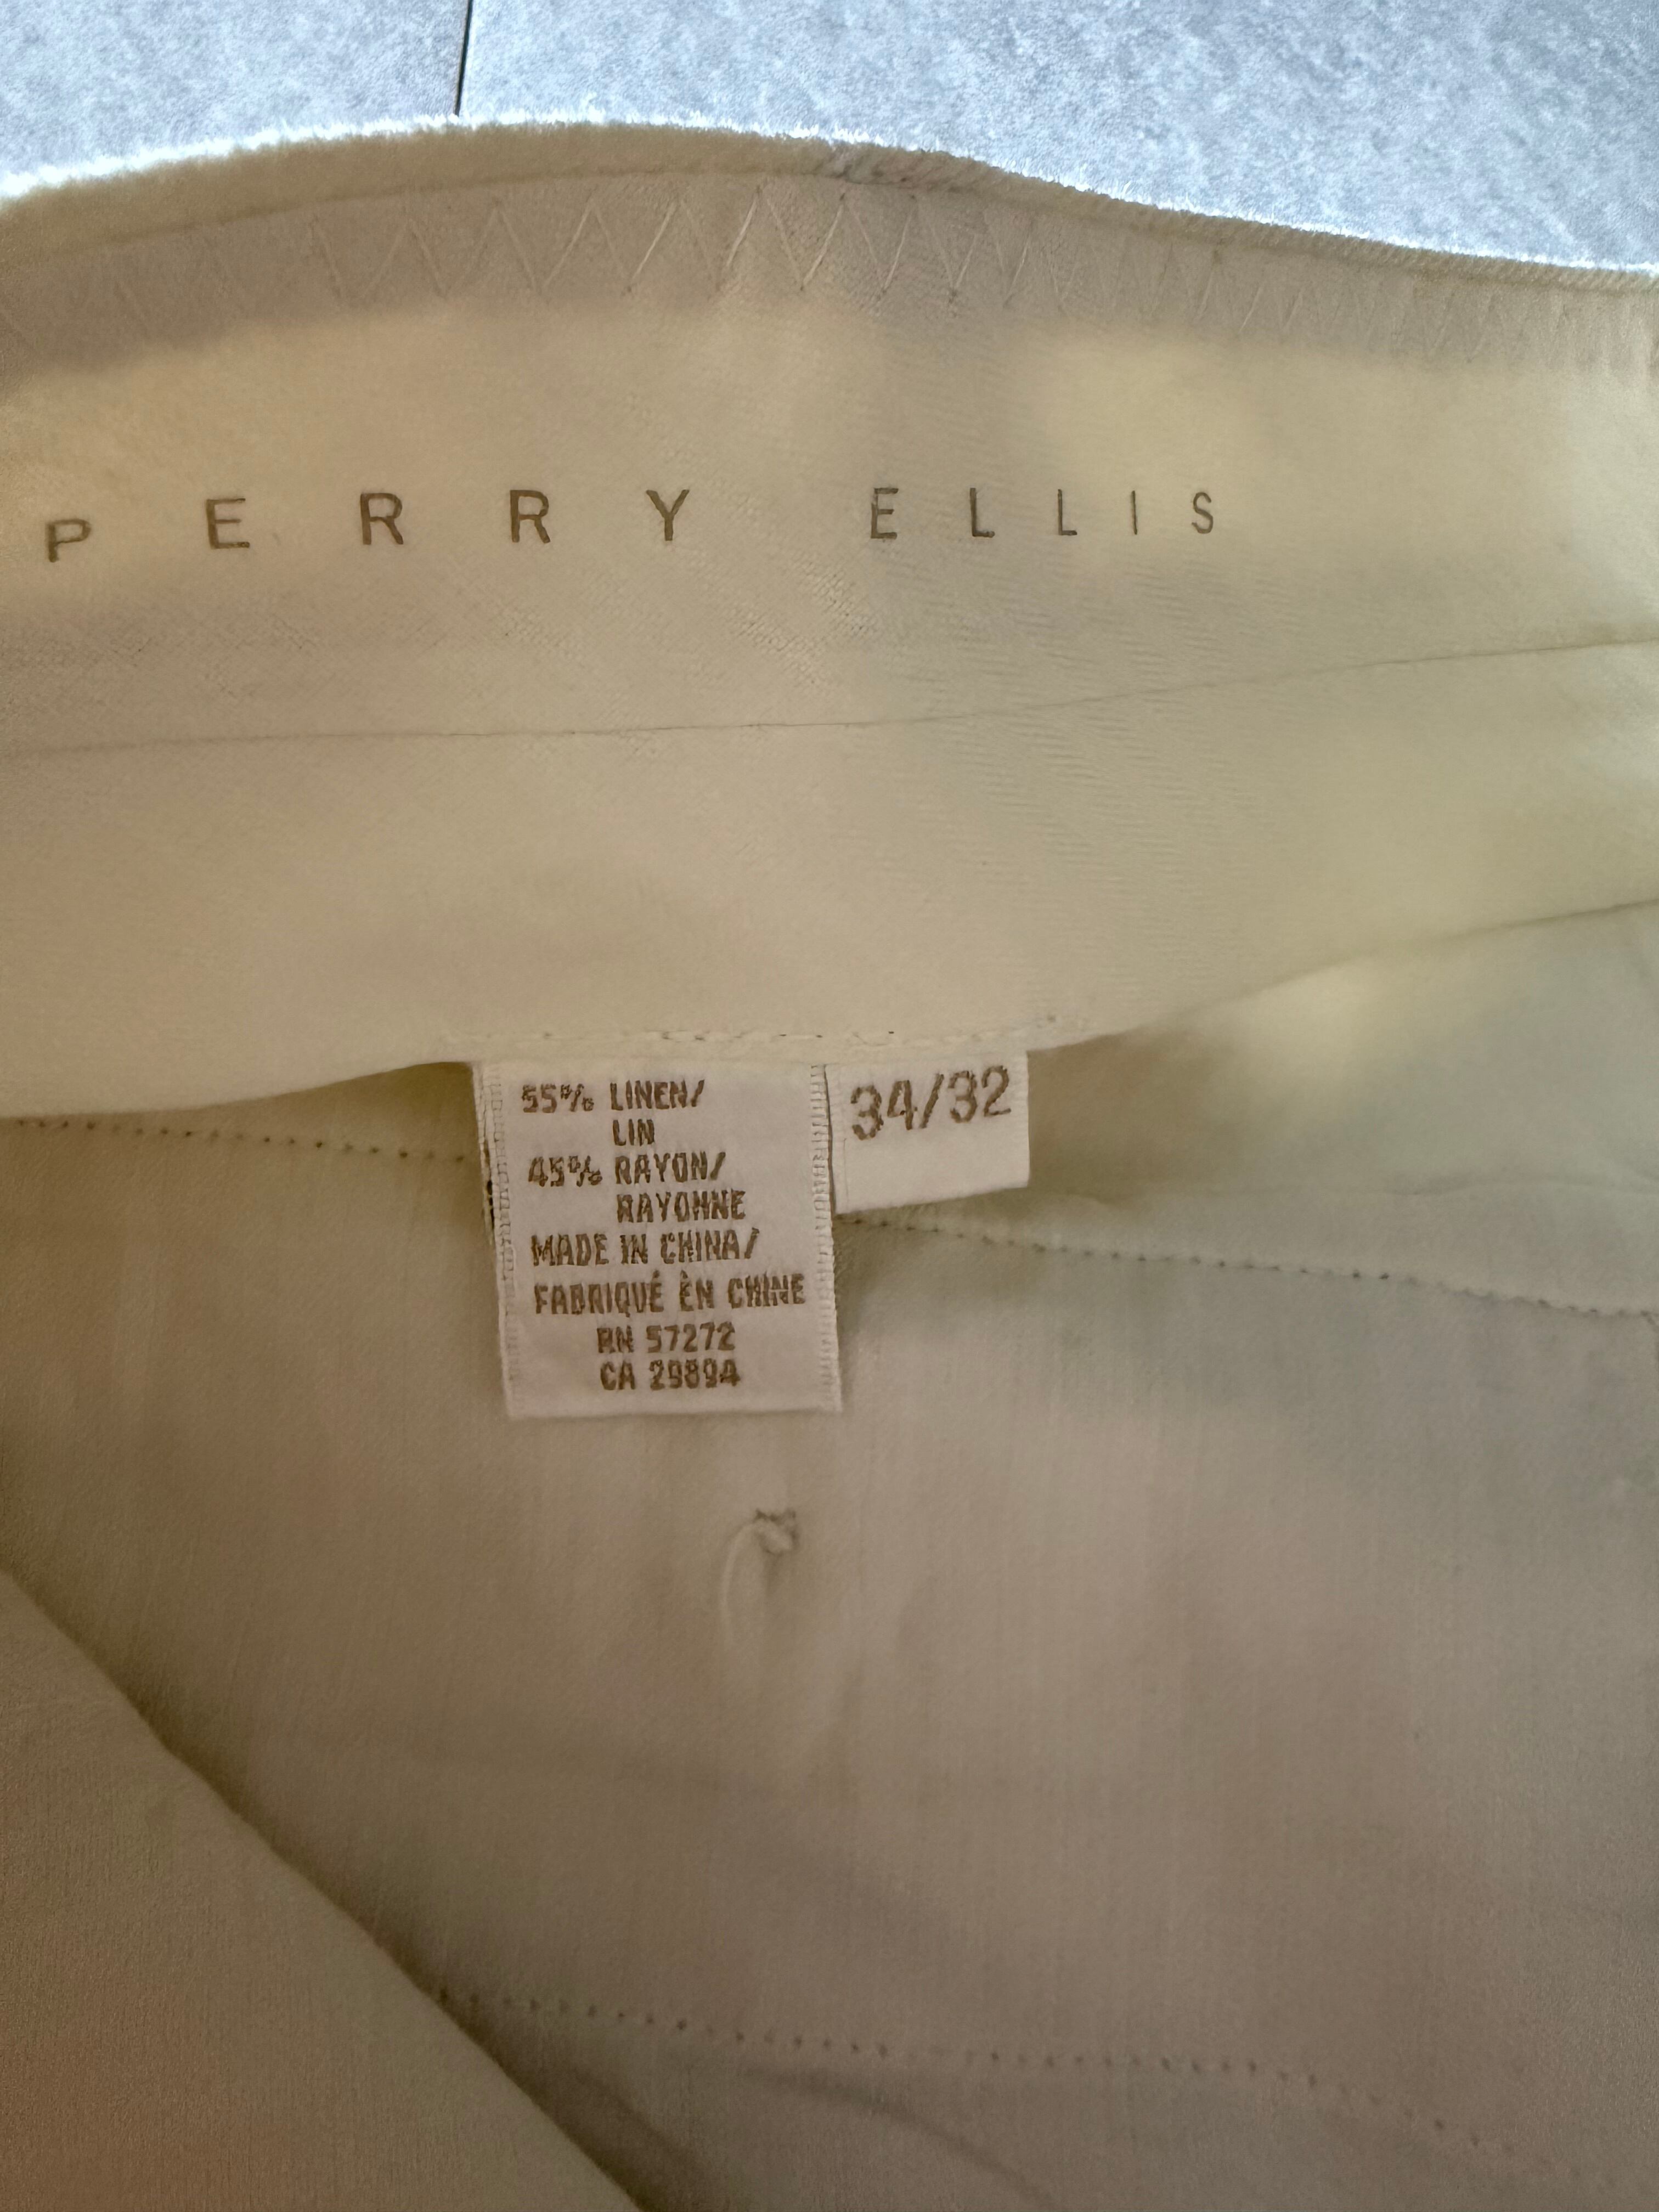 PERRY ELLIS
55% LINEN/
LIN
45% RAYON/
RAYONNE
MADE IN CHINA/
FABRIQUÉ ÈN CHINE
RN 57272
CA 29894
34/32